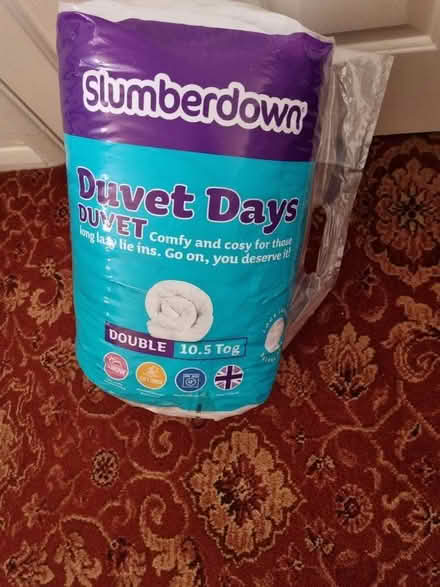 Slumberdown
Duvet Days
DUVET
Comfy and cosy for those
long lazy lie ins. Go on, you deserve it!
DOUBLE 10.5 Tog